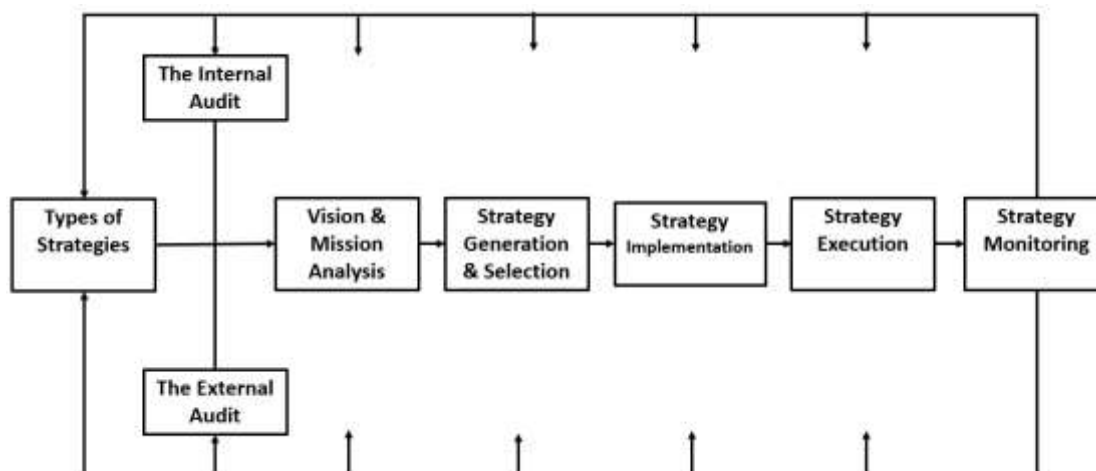 The Internal
Audit
Types of
Strategies
Vision &
Mission
Analysis
Strategy
Generation
& Selection
Strategy
Implementation
Strategy
Execution
Strategy
Monitoring
The External
Audit